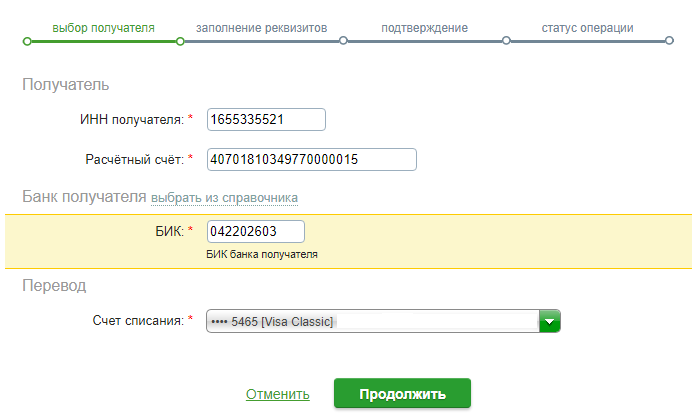 выбор получателя заполнение реквизитов подтверждение статус операции
Получатель
ИНН получателя: * 1655335521
Расчётный счёт: * 40701810349770000015
Банк получателя выбрать из справочника
БИК: * 042202603
БИК банка получателя
Перевод
Счет списания: * •••• 5465 [Visa Classic]
Отменить Продолжить